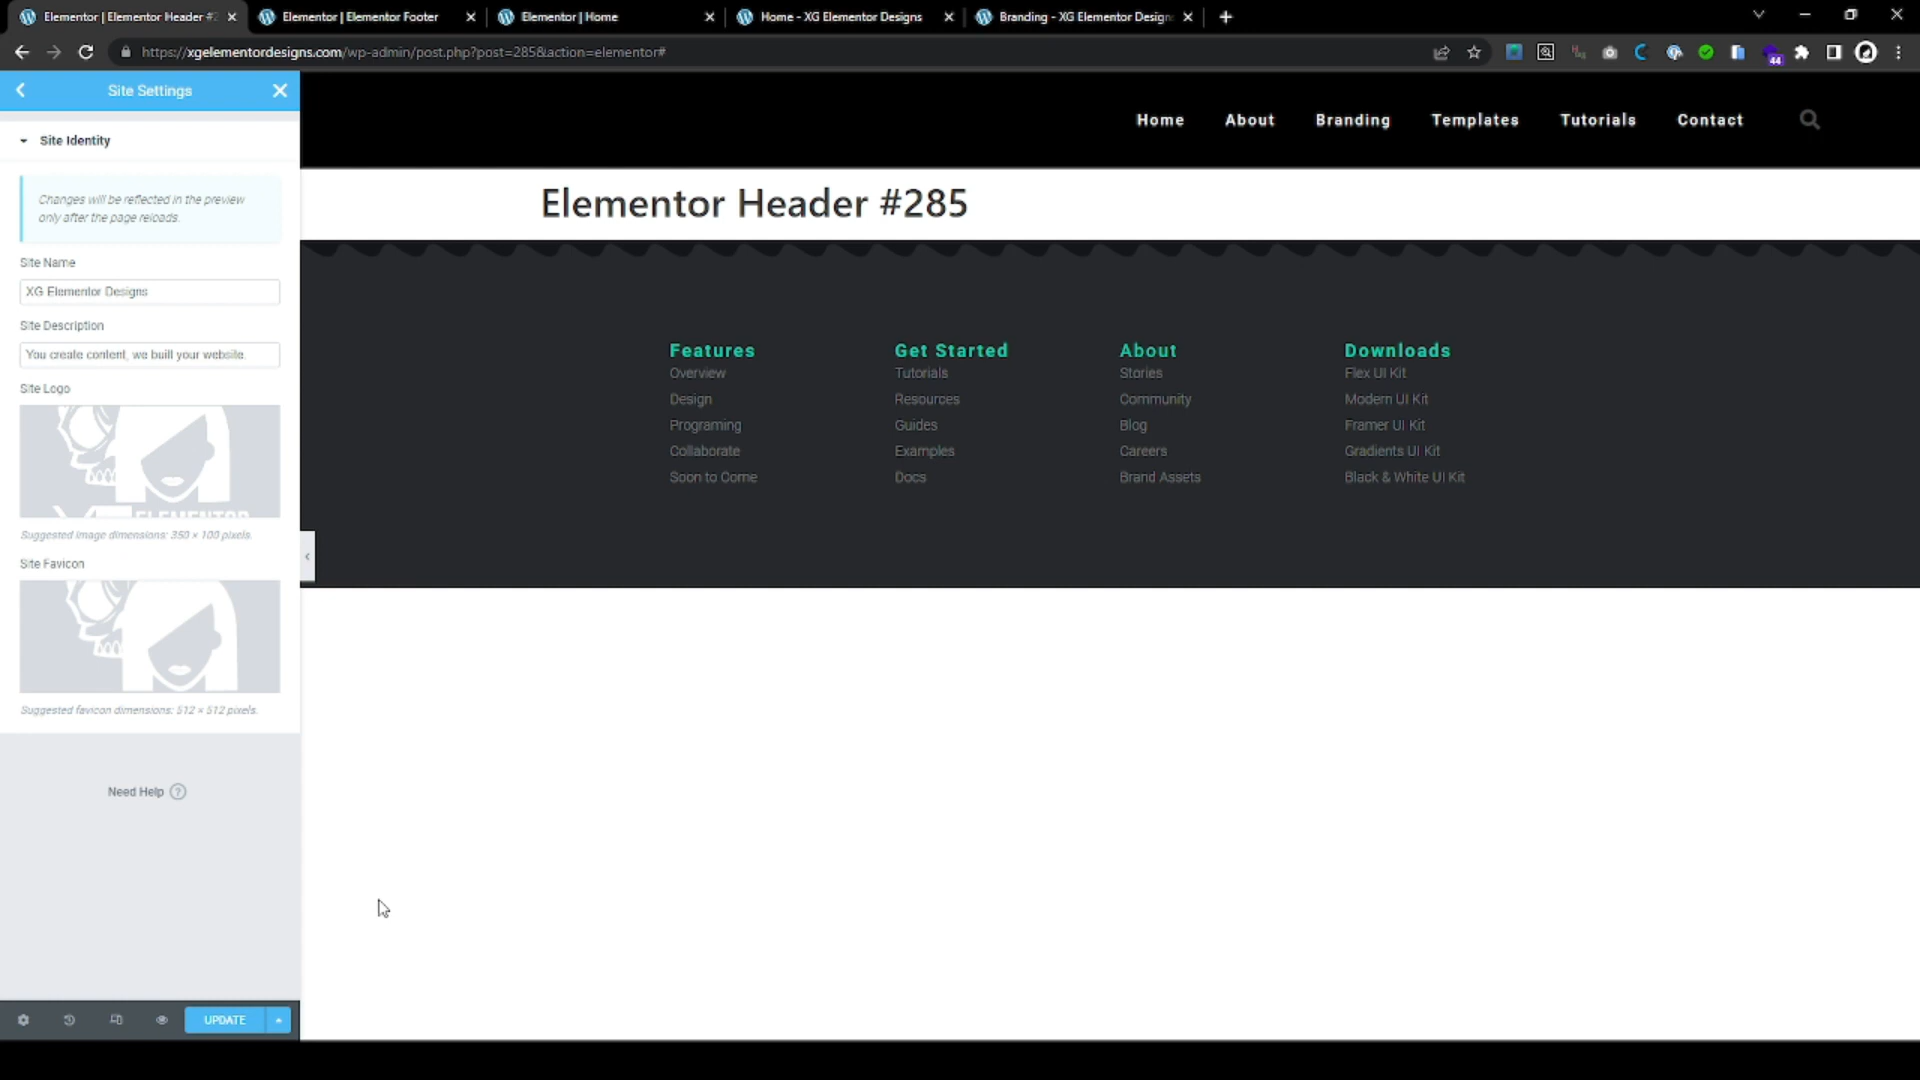 Elementor | Elementor Header #2
Elementor | Elementor Footer
Elementor | Home
Home - XG Elementor Designs
Branding - XG Elementor Design
https://xgelementordesigns.com/wp-admin/post.php?post=285&action=elementor#
44
Site Settings
Site Identity
Changes will be reflected in the preview
only after the page reloads.
Site Name
XG Elementor Designs
Site Description
You create content, we built your website.
Site Logo
ELEMENTOR
Suggested image dimensions: 350 × 100 pixels.
Site Favicon
Suggested favicon dimensions: 512 × 512 pixels.
Need Help ?
UPDATE
Home About Branding Templates Tutorials Contact
Elementor Header #285
Features
Overview
Design
Programing
Collaborate
Soon to Come
Get Started
Tutorials
Resources
Guides
Examples
Docs
About
Stories
Community
Blog
Careers
Brand Assets
Downloads
Flex UI Kit
Modern UI Kit
Framer UI Kit
Gradients UI Kit
Black & White UI Kit